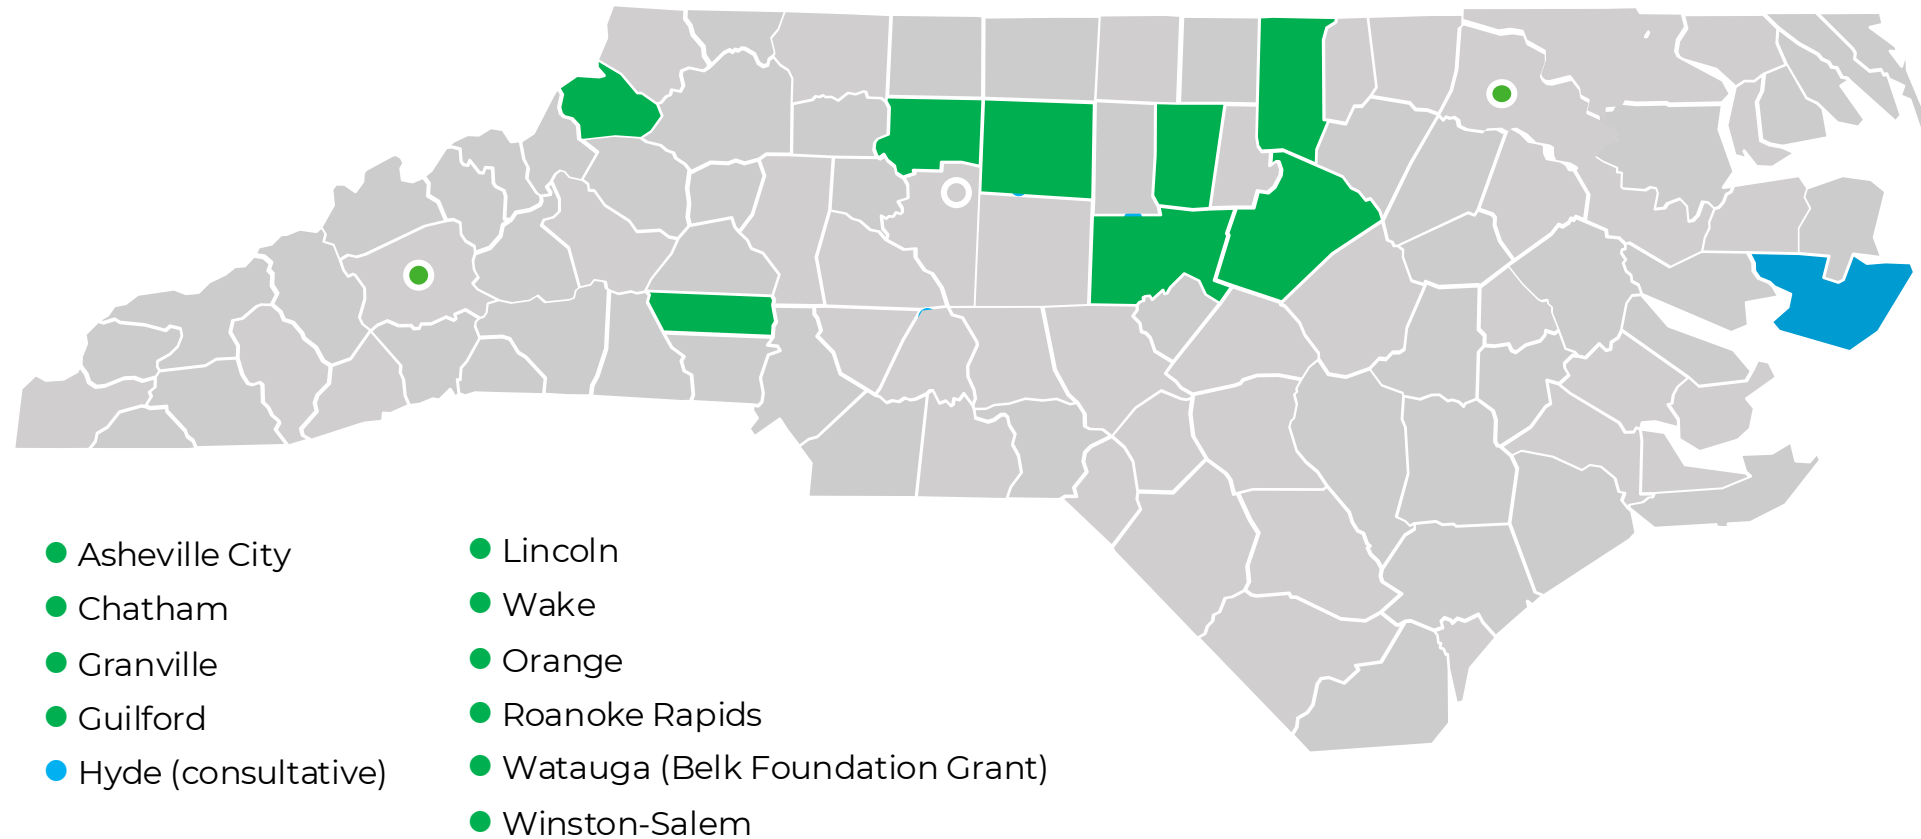 Asheville City
Chatham
Granville
Guilford
Hyde (consultative)
Lincoln
Wake
Orange
Roanoke Rapids
Watauga (Belk Foundation Grant)
Winston-Salem